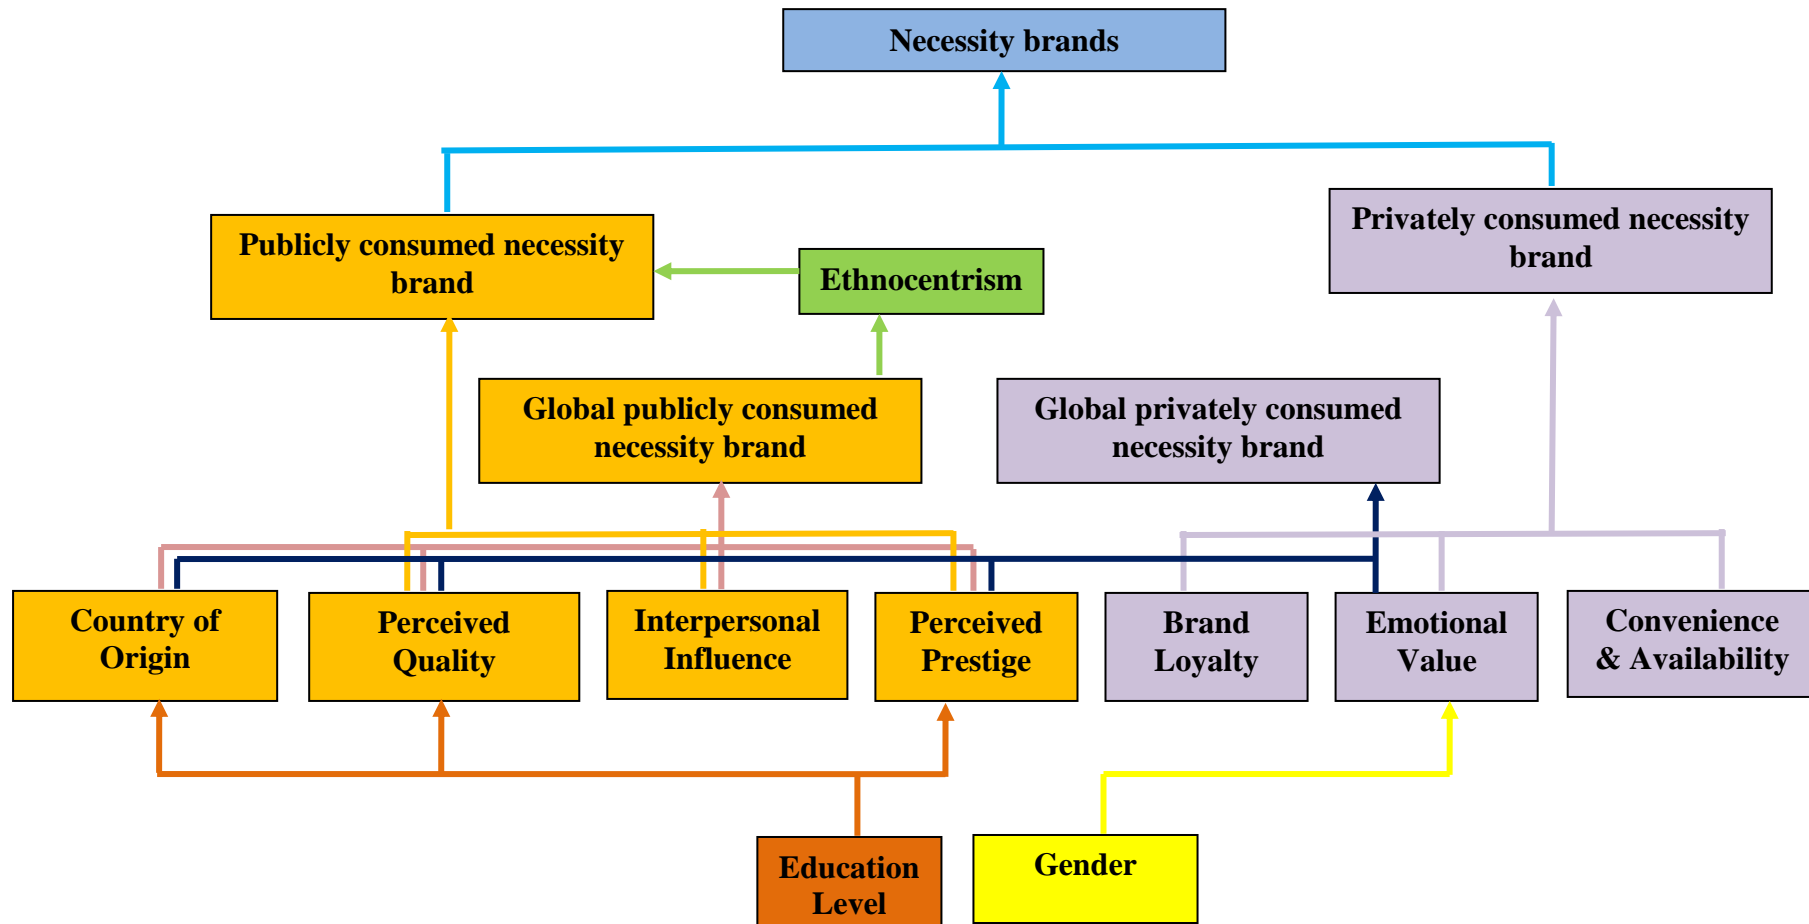 Necessity brands
Publicly consumed necessity
brand
Privately consumed necessity
brand
Ethnocentrism
Global publicly consumed
necessity brand
Global privately consumed
necessity brand
Country of
Origin
Perceived
Quality
Interpersonal
Influence
Perceived
Prestige
Brand
Loyalty
Emotional
Value
Convenience
& Availability
Education
Level
Gender